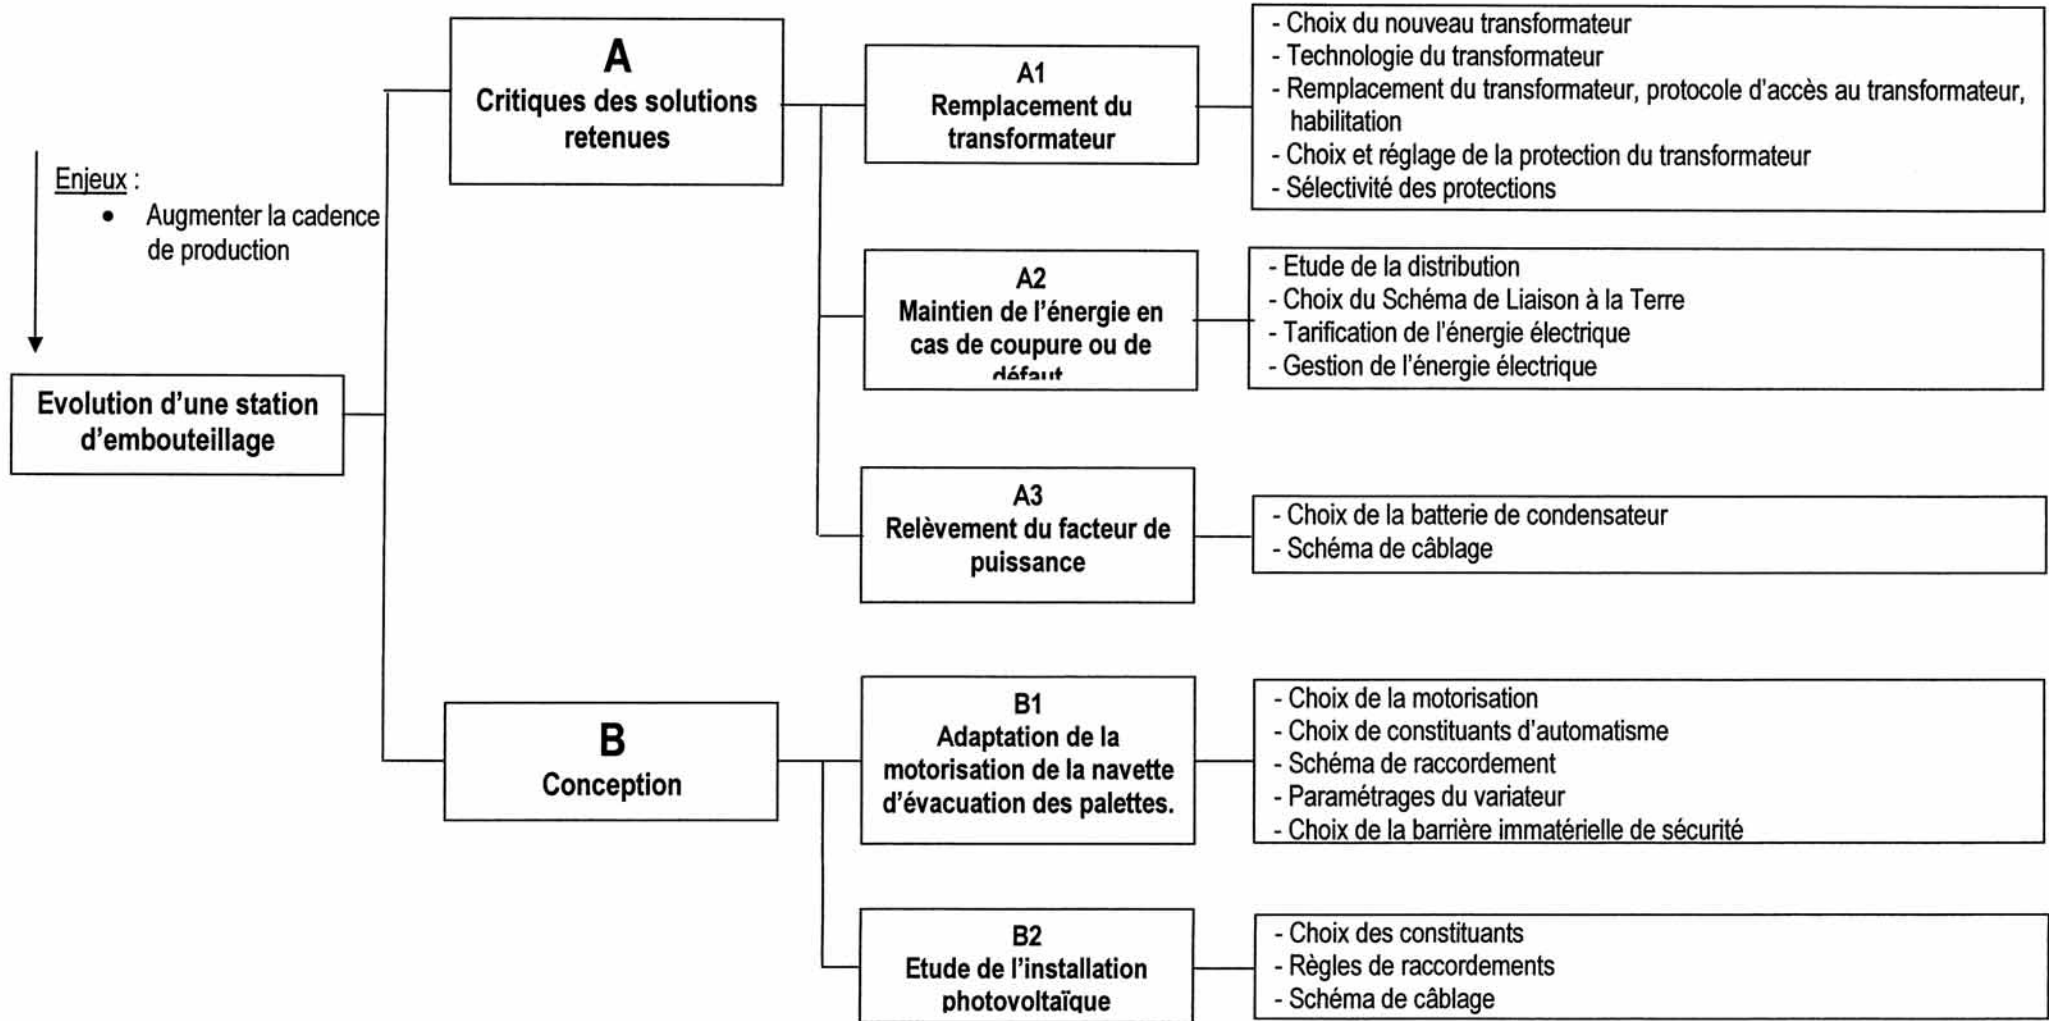 Enjeux :
• Augmenter la cadence
de production
Evolution d'une station
d'embouteillage
A
Critiques des solutions
retenues
A1
Remplacement du
transformateur
- Choix du nouveau transformateur
- Technologie du transformateur
- Remplacement du transformateur, protocole d'accès au transformateur,
habilitation
- Choix et réglage de la protection du transformateur
- Sélectivité des protections
A2
Maintien de l'énergie en
cas de coupure ou de
défaut
- Etude de la distribution
- Choix du Schéma de Liaison à la Terre
- Tarification de l'énergie électrique
- Gestion de l'énergie électrique
A3
Relèvement du facteur de
puissance
- Choix de la batterie de condensateur
- Schéma de câblage
B
Conception
B1
Adaptation de la
motorisation de la navette
d'évacuation des palettes.
- Choix de la motorisation
- Choix de constituants d'automatisme
- Schéma de raccordement
- Paramétrages du variateur
- Choix de la barrière immatérielle de sécurité
B2
Etude de l'installation
photovoltaïque
- Choix des constituants
- Règles de raccordements
- Schéma de câblage